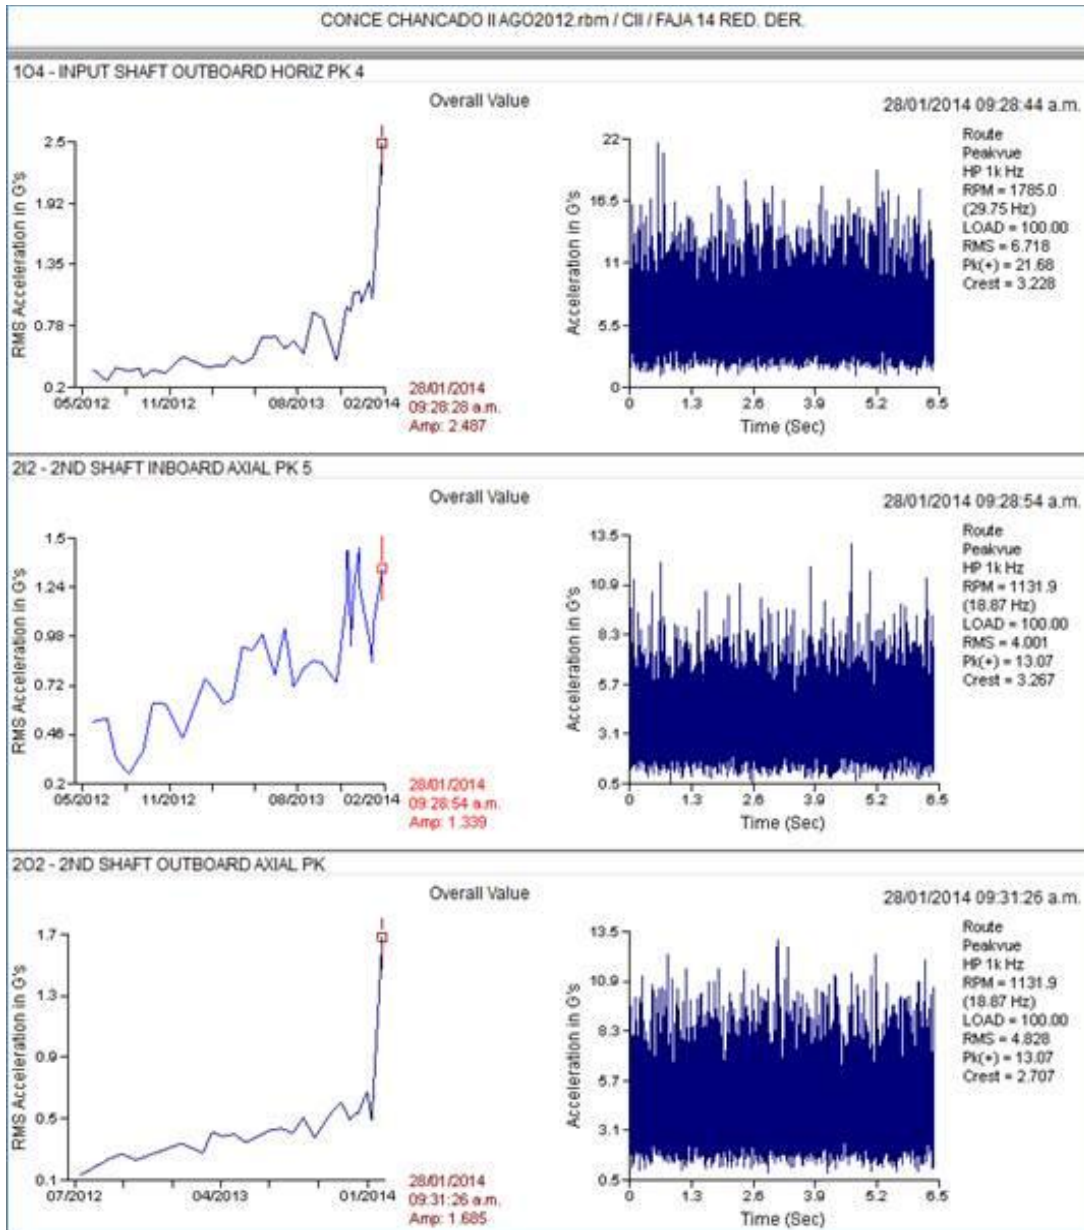 CONCE CHANCADO II AGO2012.rbm / CII / FAJA 14 RED. DER.
1O4 - INPUT SHAFT OUTBOARD HORIZ PK 4
Overall Value
28/01/2014 09:28:44 a.m.
RMS Acceleration in G's
2.5
1.92
1.35
0.78
0.2
05/2012
11/2012
08/2013
02/2014
28/01/2014
09:28:28 a.m.
Amp: 2.487
Acceleration in G's
22
16.5
11
5.5
0
0
1.3
2.6
3.9
5.2
6.5
Time (Sec)
Route
Peakvue
HP 1k Hz
RPM = 1785.0
(29.75 Hz)
LOAD = 100.00
RMS = 6.718
Pk(+) = 21.68
Crest = 3.228
2I2 - 2ND SHAFT INBOARD AXIAL PK 5
Overall Value
28/01/2014 09:28:54 a.m.
RMS Acceleration in G's
1.5
1.24
0.98
0.72
0.46
0.2
05/2012
11/2012
08/2013
02/2014
28/01/2014
09:28:54 a.m.
Amp: 1.339
Acceleration in G's
13.5
10.9
8.3
5.7
3.1
0.5
0
1.3
2.6
3.9
5.2
6.5
Time (Sec)
Route
Peakvue
HP 1k Hz
RPM = 1131.9
(18.87 Hz)
LOAD = 100.00
RMS = 4.001
Pk(+) = 13.07
Crest = 3.267
2O2 - 2ND SHAFT OUTBOARD AXIAL PK
Overall Value
28/01/2014 09:31:26 a.m.
RMS Acceleration in G's
1.7
1.3
0.9
0.5
0.1
07/2012
04/2013
01/2014
28/01/2014
09:31:26 a.m.
Amp: 1.685
Acceleration in G's
13.5
10.9
8.3
5.7
3.1
0.5
0
1.3
2.6
3.9
5.2
6.5
Time (Sec)
Route
Peakvue
HP 1k Hz
RPM = 1131.9
(18.87 Hz)
LOAD = 100.00
RMS = 4.828
Pk(+) = 13.07
Crest = 2.707